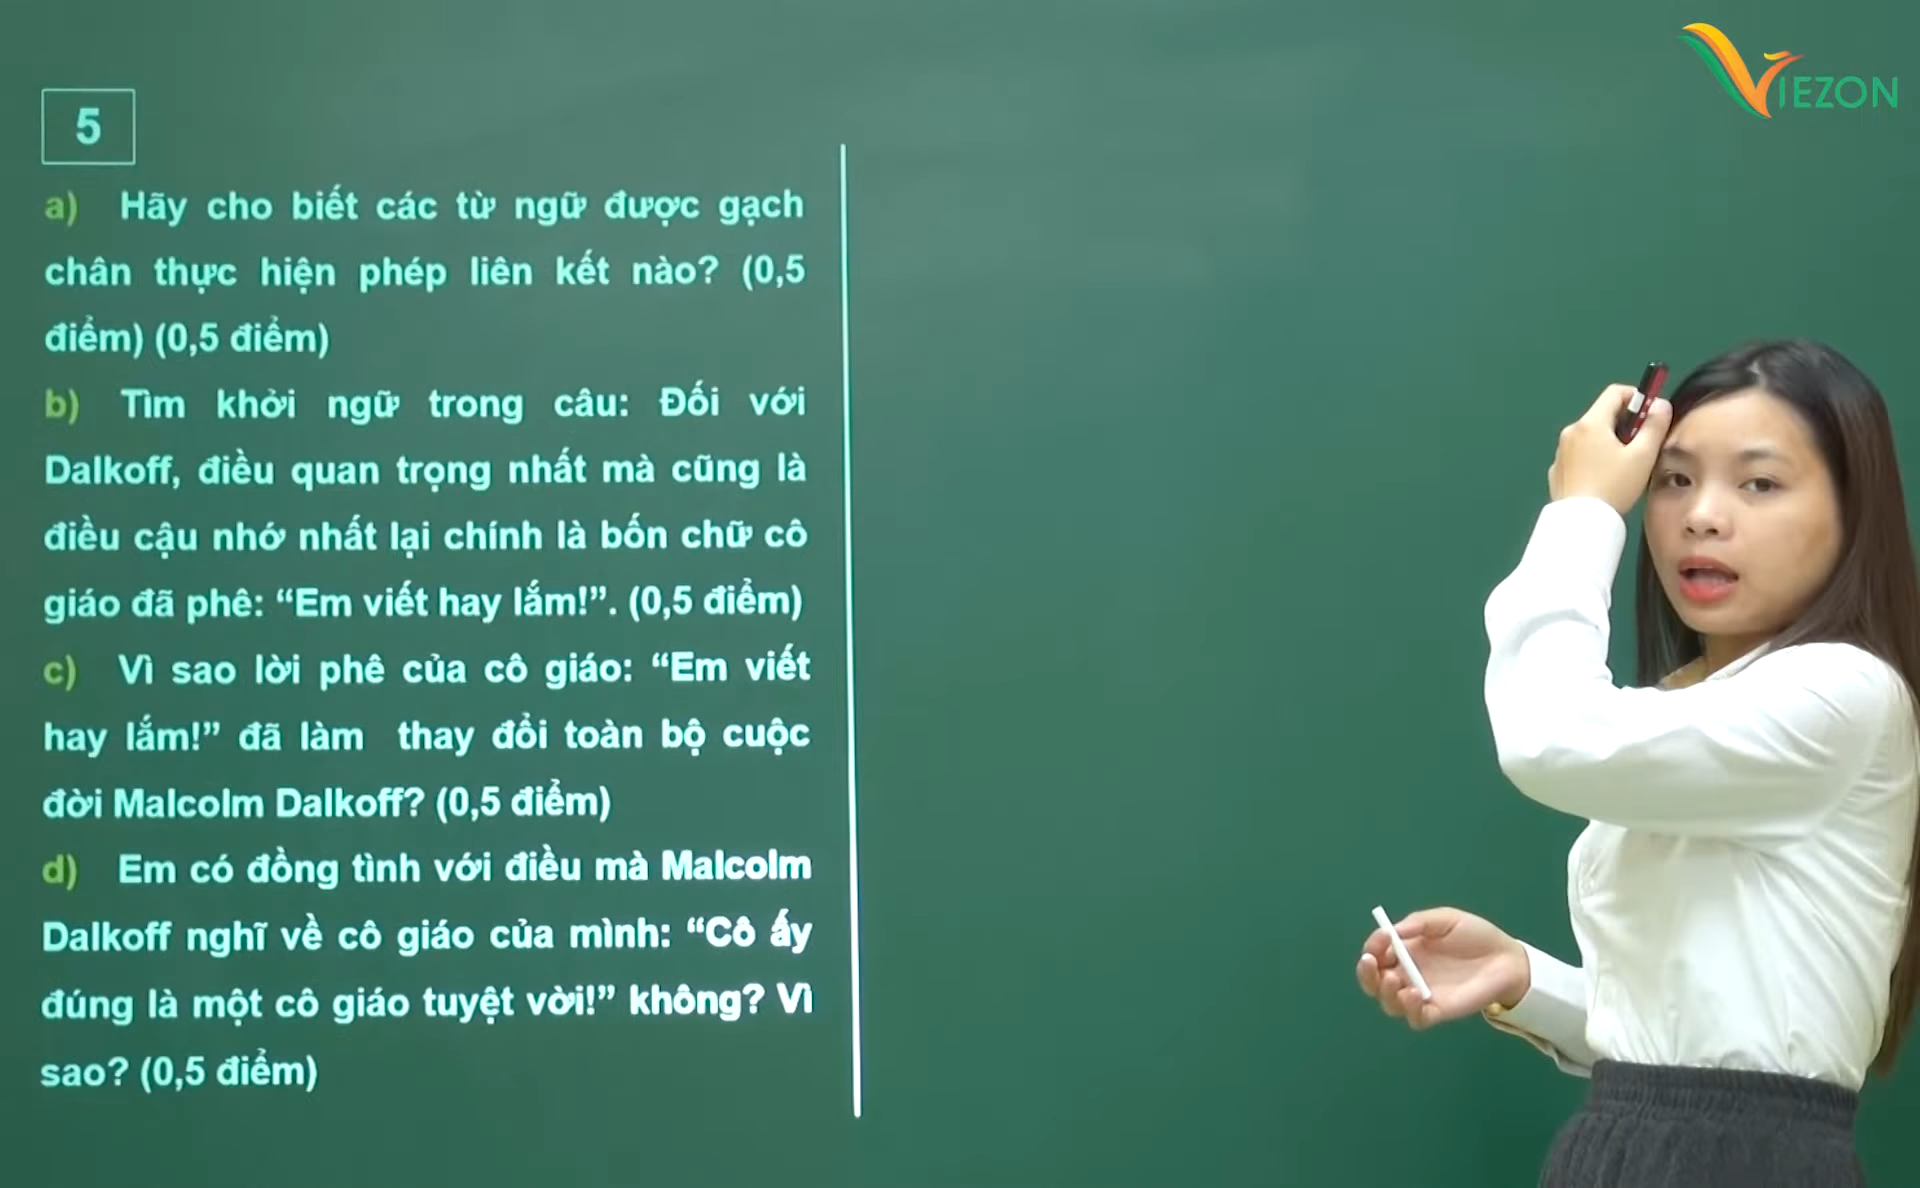 VIEZON
5
a) Hãy cho biết các từ ngữ được gạch
chân thực hiện phép liên kết nào? (0,5
điểm) (0,5 điểm)
b) Tìm khởi ngữ trong câu: Đối với
Dalkoff, điều quan trọng nhất mà cũng là
điều cậu nhớ nhất lại chính là bốn chữ cô
giáo đã phê: “Em viết hay lắm!”. (0,5 điểm)
c) Vì sao lời phê của cô giáo: “Em viết
hay lắm!” đã làm thay đổi toàn bộ cuộc
đời Malcolm Dalkoff? (0,5 điểm)
d) Em có đồng tình với điều mà Malcolm
Dalkoff nghĩ về cô giáo của mình: “Cô ấy
đúng là một cô giáo tuyệt vời!” không? Vì
sao? (0,5 điểm)